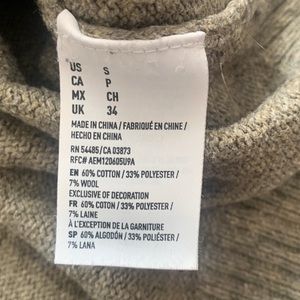 US S
CA P
MX CH
UK 34
MADE IN CHINA / FABRIQUÉ EN CHINE /
HECHO EN CHINA
RN 54485/CA 03873
RFC# AEM120605U9A
EN 60% COTTON / 33% POLYESTER /
7% WOOL
EXCLUSIVE OF DECORATION
FR 60% COTON / 33% POLYESTER /
7% LAINE
À L'EXCEPTION DE LA GARNITURE
SP 60% ALGODÓN / 33% POLIÉSTER /
7% LANA